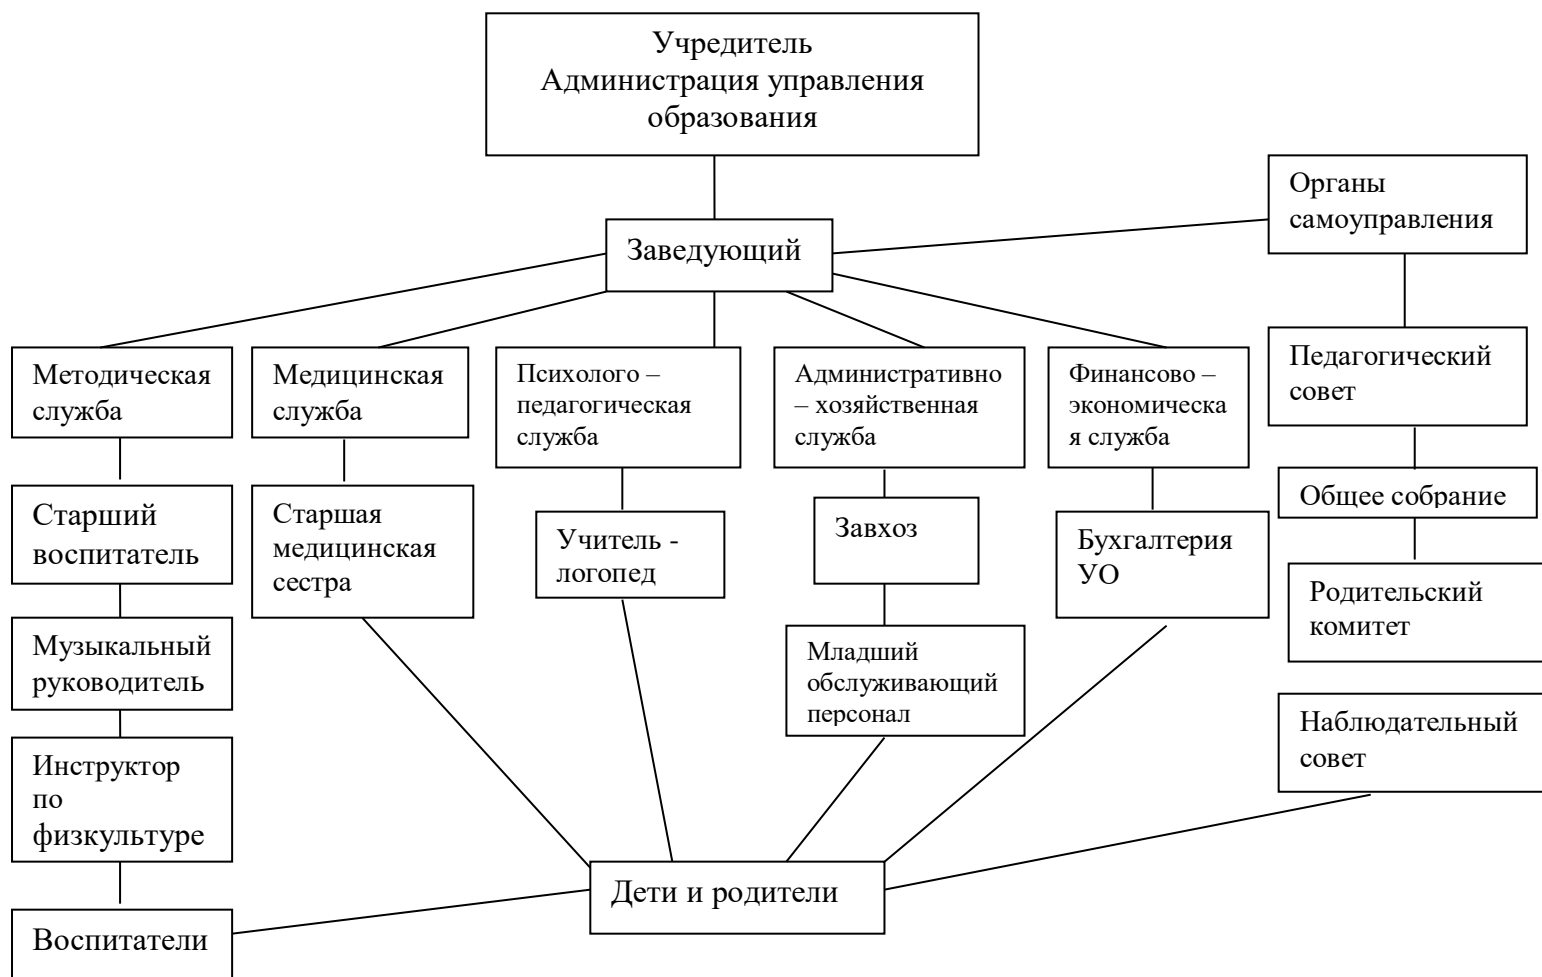 Учредитель
Администрация управления
образования
Органы
самоуправления
Заведующий
Методическая
служба
Медицинская
служба
Психолого –
педагогическая
служба
Административно
– хозяйственная
служба
Финансово –
экономическа
я служба
Педагогический
совет
Старший
воспитатель
Старшая
медицинская
сестра
Учитель -
логопед
Завхоз
Бухгалтерия
УО
Общее собрание
Родительский
комитет
Музыкальный
руководитель
Младший
обслуживающий
персонал
Наблюдательный
совет
Инструктор
по
физкультуре
Дети и родители
Воспитатели